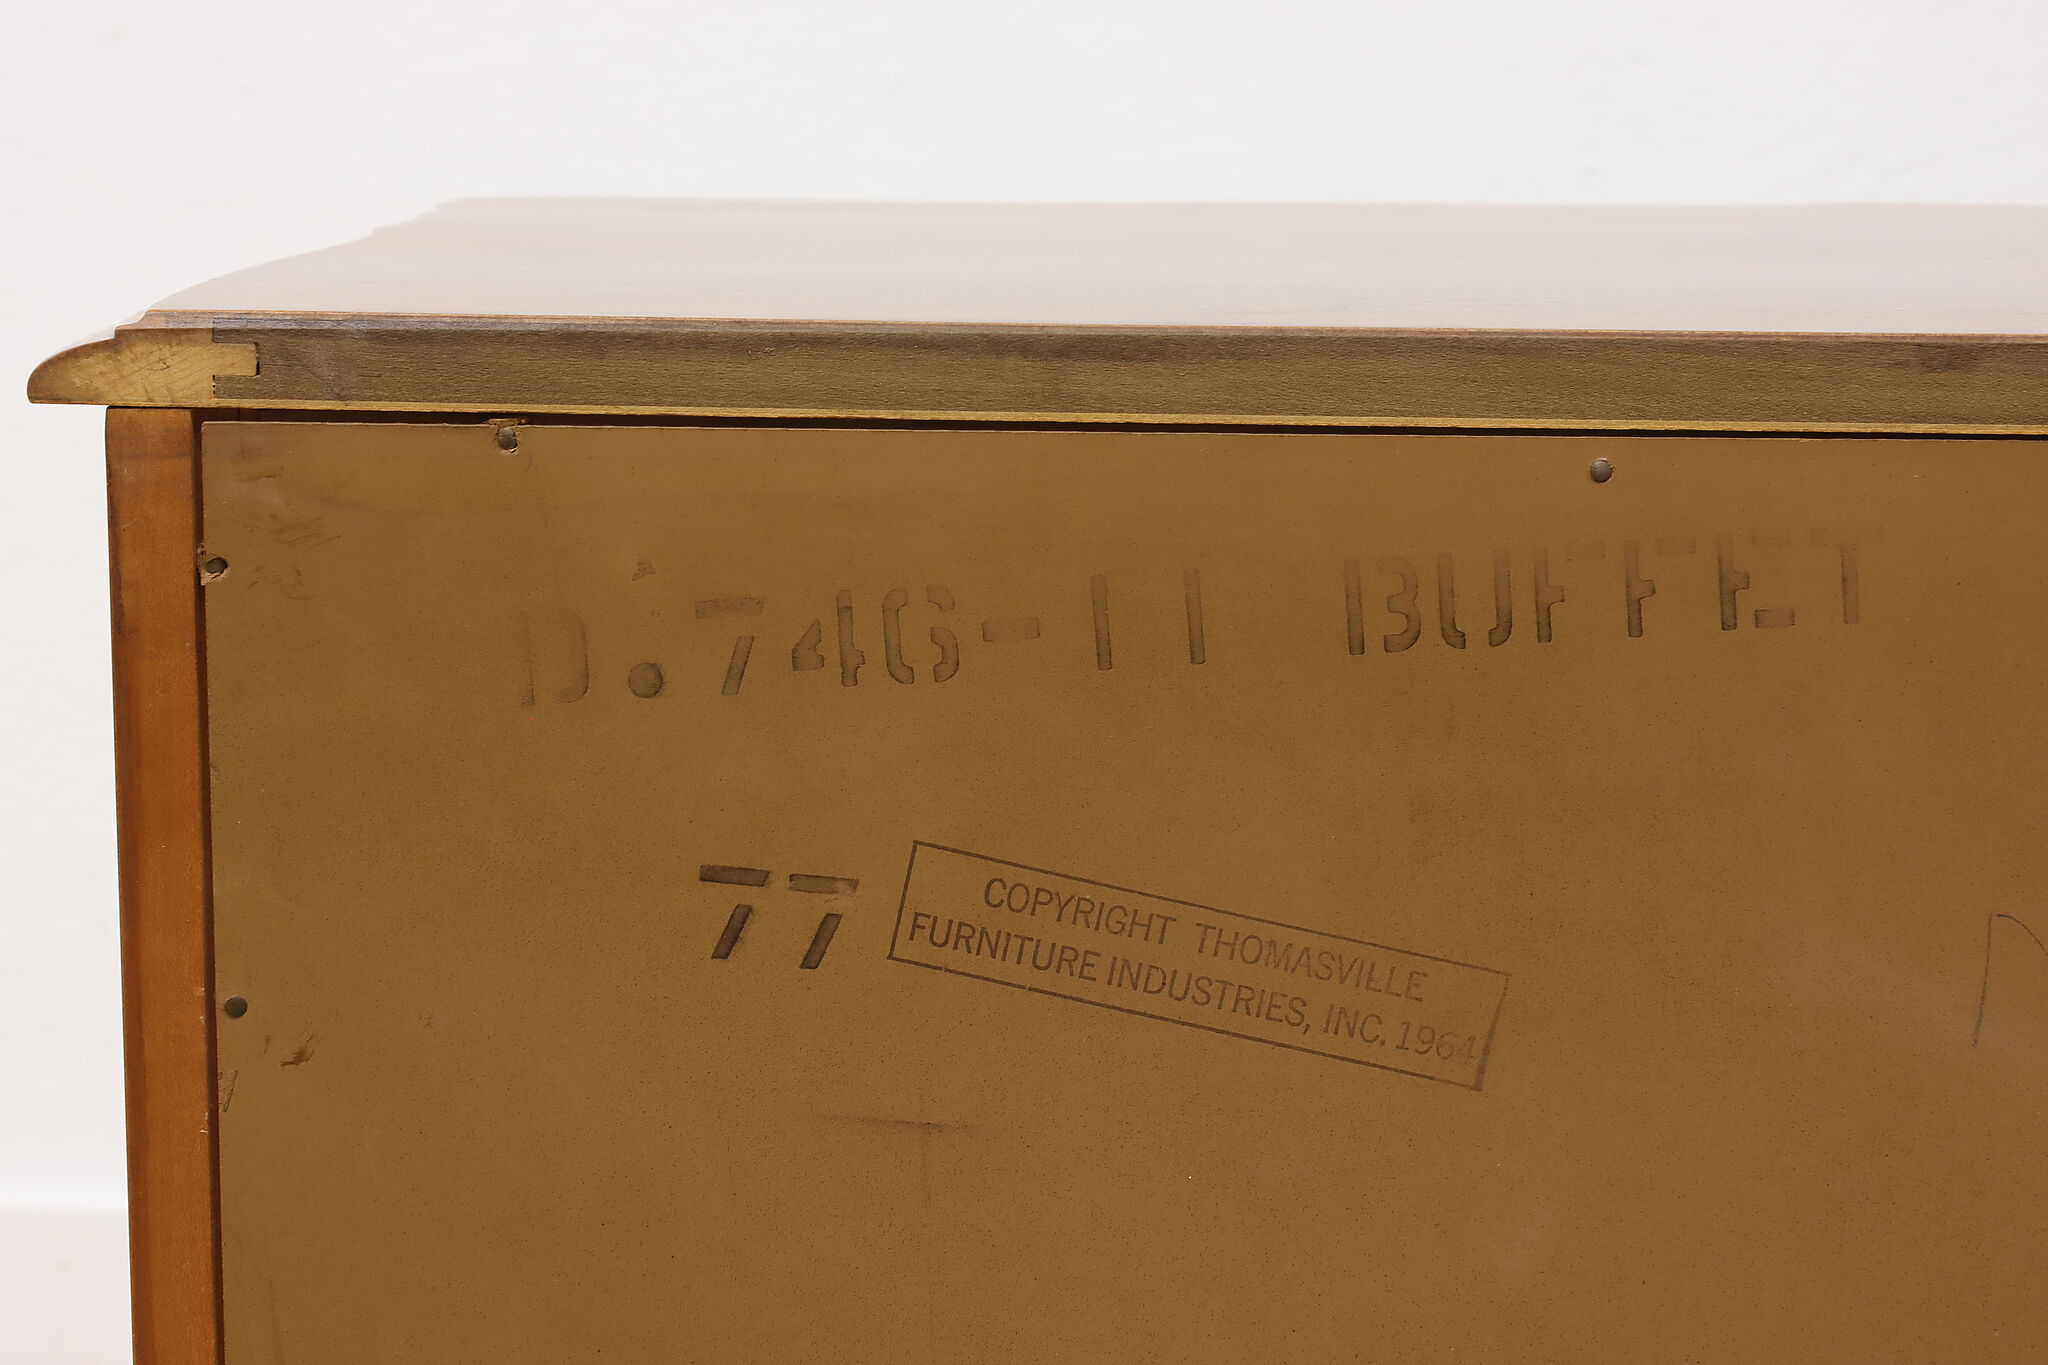 D.746-11 BUFFET
77
COPYRIGHT THOMASVILLE
FURNITURE INDUSTRIES, INC. 1964